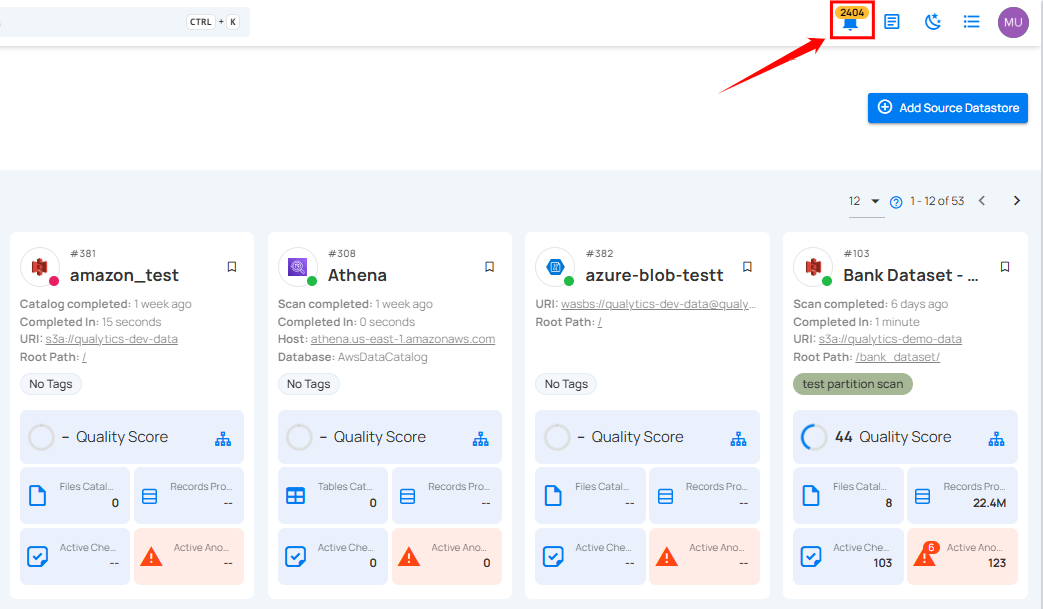 CTRL + K
2404
MU
Add Source Datastore
12
1 - 12 of 53
#381
amazon_test
Catalog completed: 1 week ago
Completed In: 15 seconds
URI: s3a://qualytics-dev-data
Root Path: /
No Tags
– Quality Score
Files Catal...
0
Records Pro...
--
Active Che...
--
Active Ano...
--
#308
Athena
Scan completed: 1 week ago
Completed In: 0 seconds
Host: athena.us-east-1.amazonaws.com
Database: AwsDataCatalog
No Tags
– Quality Score
Tables Cat...
0
Records Pro...
--
Active Che...
0
Active Ano...
0
#382
azure-blob-testt
URI: wasbs://qualytics-dev-data@qualy...
Root Path: /
No Tags
– Quality Score
Files Catal...
--
Records Pro...
--
Active Che...
--
Active Ano...
--
#103
Bank Dataset - ...
Scan completed: 6 days ago
Completed In: 1 minute
URI: s3a://qualytics-demo-data
Root Path: /bank_dataset/
test partition scan
44 Quality Score
Files Catal...
8
Records Pro...
22.4M
Active Che...
103
6
Active Ano...
123